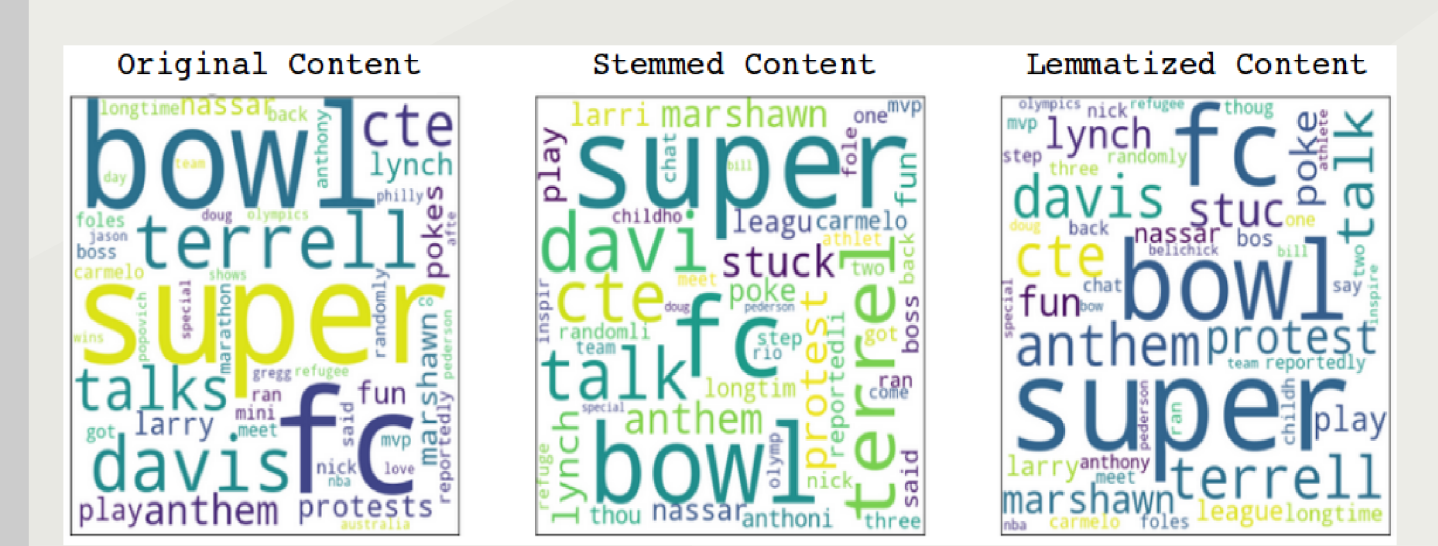 Original Content
longtime nassar back
bowl
cte
anthony
lynch
team
day
philly
foles
doug olympics
jason
terrell
pokes
afte
boss
carmelo
shows
super
special
popovich
marathon
randomly
co
wins
gregg refugee
talks
ran
fun
marshawn
pederson
mini
fc
said
got
larry
meet
mvp
davis
nick
love
nba
reportedly
play anthem
protests
australia
Stemmed Content
larri marshawn one mvp
play
super
chat
bill
fole
fun
childho
leagu carmelo
davi
athlet
back
stuck
two
inspir
cte
meet
doug
poke
pederson
terrel
boss
randomli
fc
step
rio
protest
got
team
talk
longtim
reportedli
ran
come
special
anthem
lynch
bowl
olymp
refuge
nick
said
thou nassar anthoni three
Lemmatized Content
olympics nick refugee thoug
mvp
lynch
fc
poke
athlete
talk
step
three randomly
davis
stuc one
doug
back
nassar bos
belichick
bill
cte
two
chat
bowl
say
special
fun
bow
inspire
anthem protest
team reportedly
super
pederson
ran
childh
play
larry anthony
meet
terrell
marshawn
league longtime
nba carmelo foles